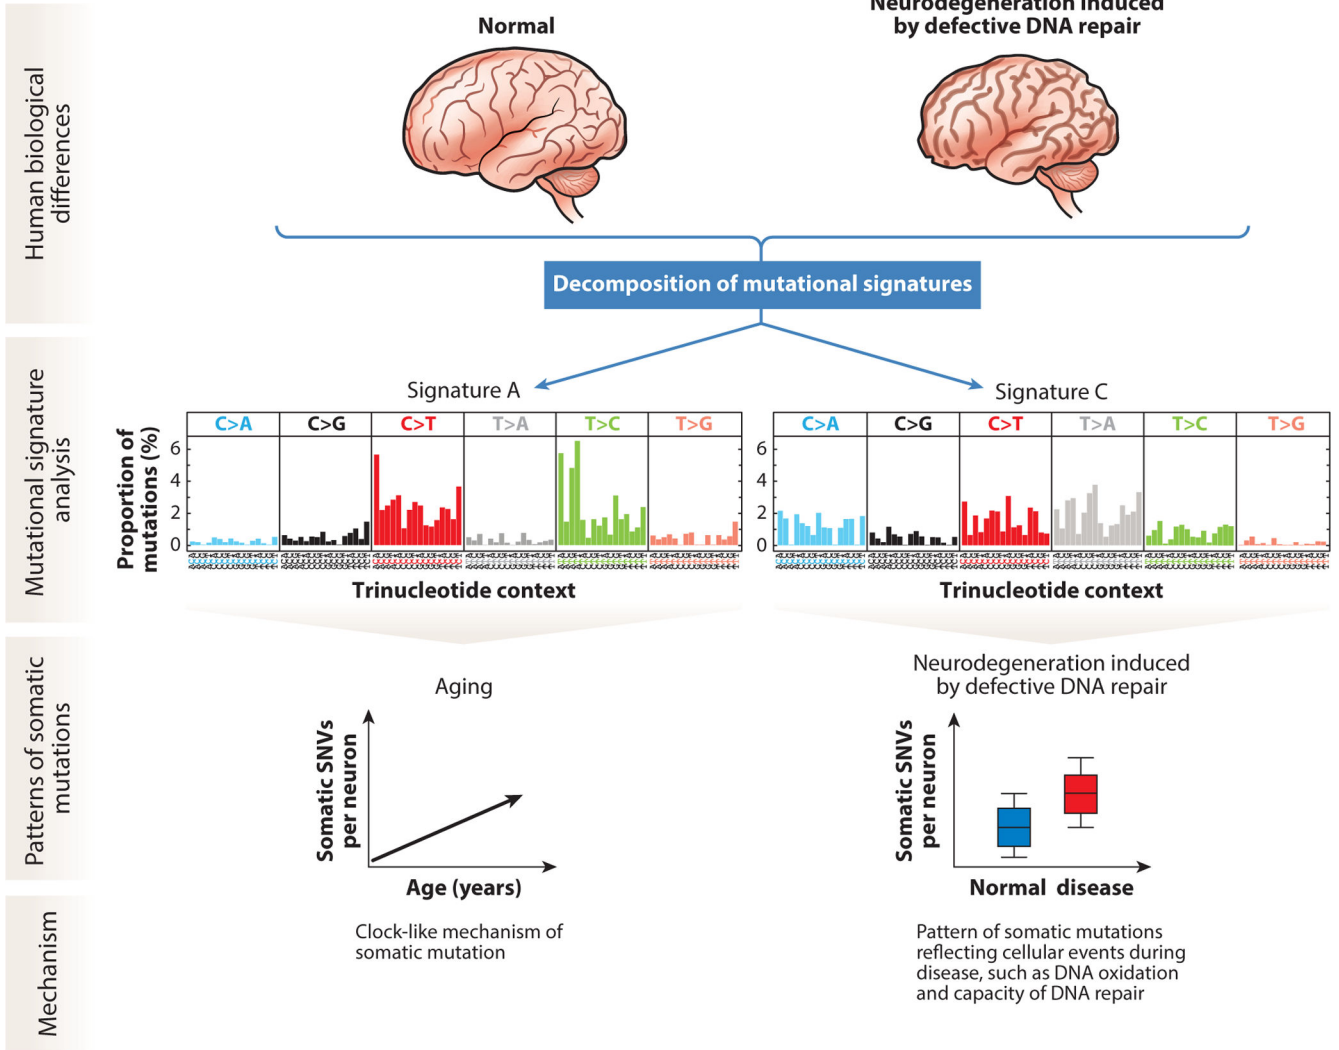 Human biological
differences
Normal
Neurodegeneration induced
by defective DNA repair
Decomposition of mutational signatures
Mutational signature
analysis
Signature A
Signature C
Proportion of
mutations (%)
C>A C>G C>T T>A T>C T>G
6
4
2
0
Trinucleotide context
C>A C>G C>T T>A T>C T>G
6
4
2
0
Trinucleotide context
Patterns of somatic
mutations
Aging
Somatic SNVs
per neuron
Age (years)
Neurodegeneration induced
by defective DNA repair
Somatic SNVs
per neuron
Normal disease
Mechanism
Clock-like mechanism of
somatic mutation
Pattern of somatic mutations
reflecting cellular events during
disease, such as DNA oxidation
and capacity of DNA repair